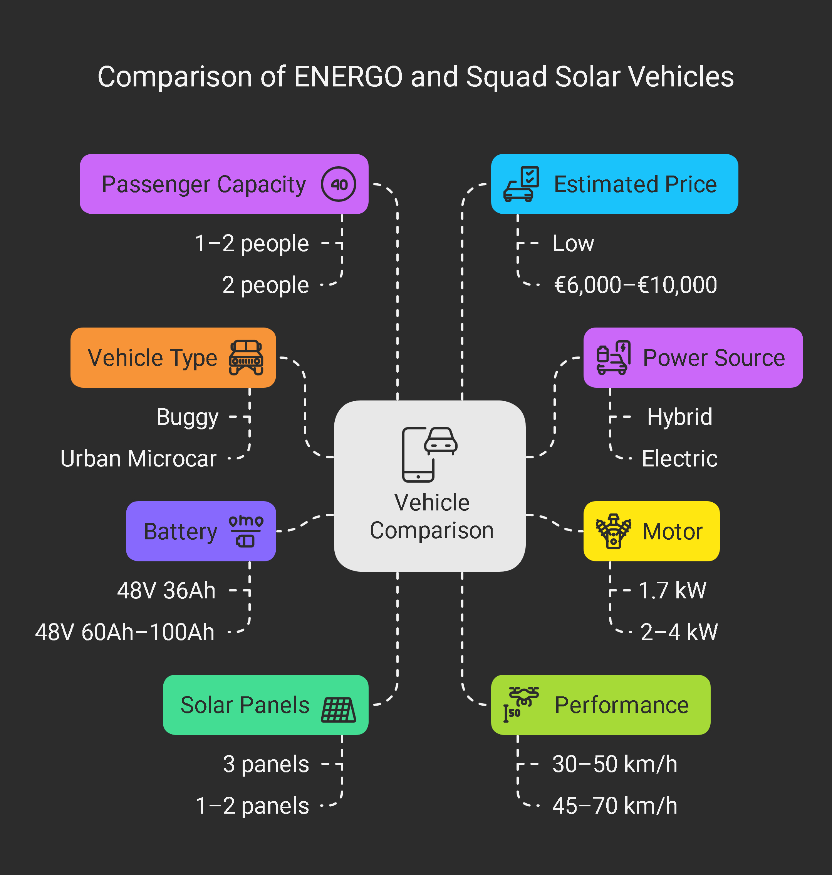 Comparison of ENERGO and Squad Solar Vehicles
Passenger Capacity
40
1–2 people
2 people
Estimated Price
Low
€6,000–€10,000
Vehicle Type
Buggy
Urban Microcar
Power Source
Hybrid
Electric
Vehicle
Comparison
Battery
48V 36Ah
48V 60Ah–100Ah
Motor
1.7 kW
2–4 kW
Solar Panels
3 panels
1–2 panels
50
Performance
30–50 km/h
45–70 km/h